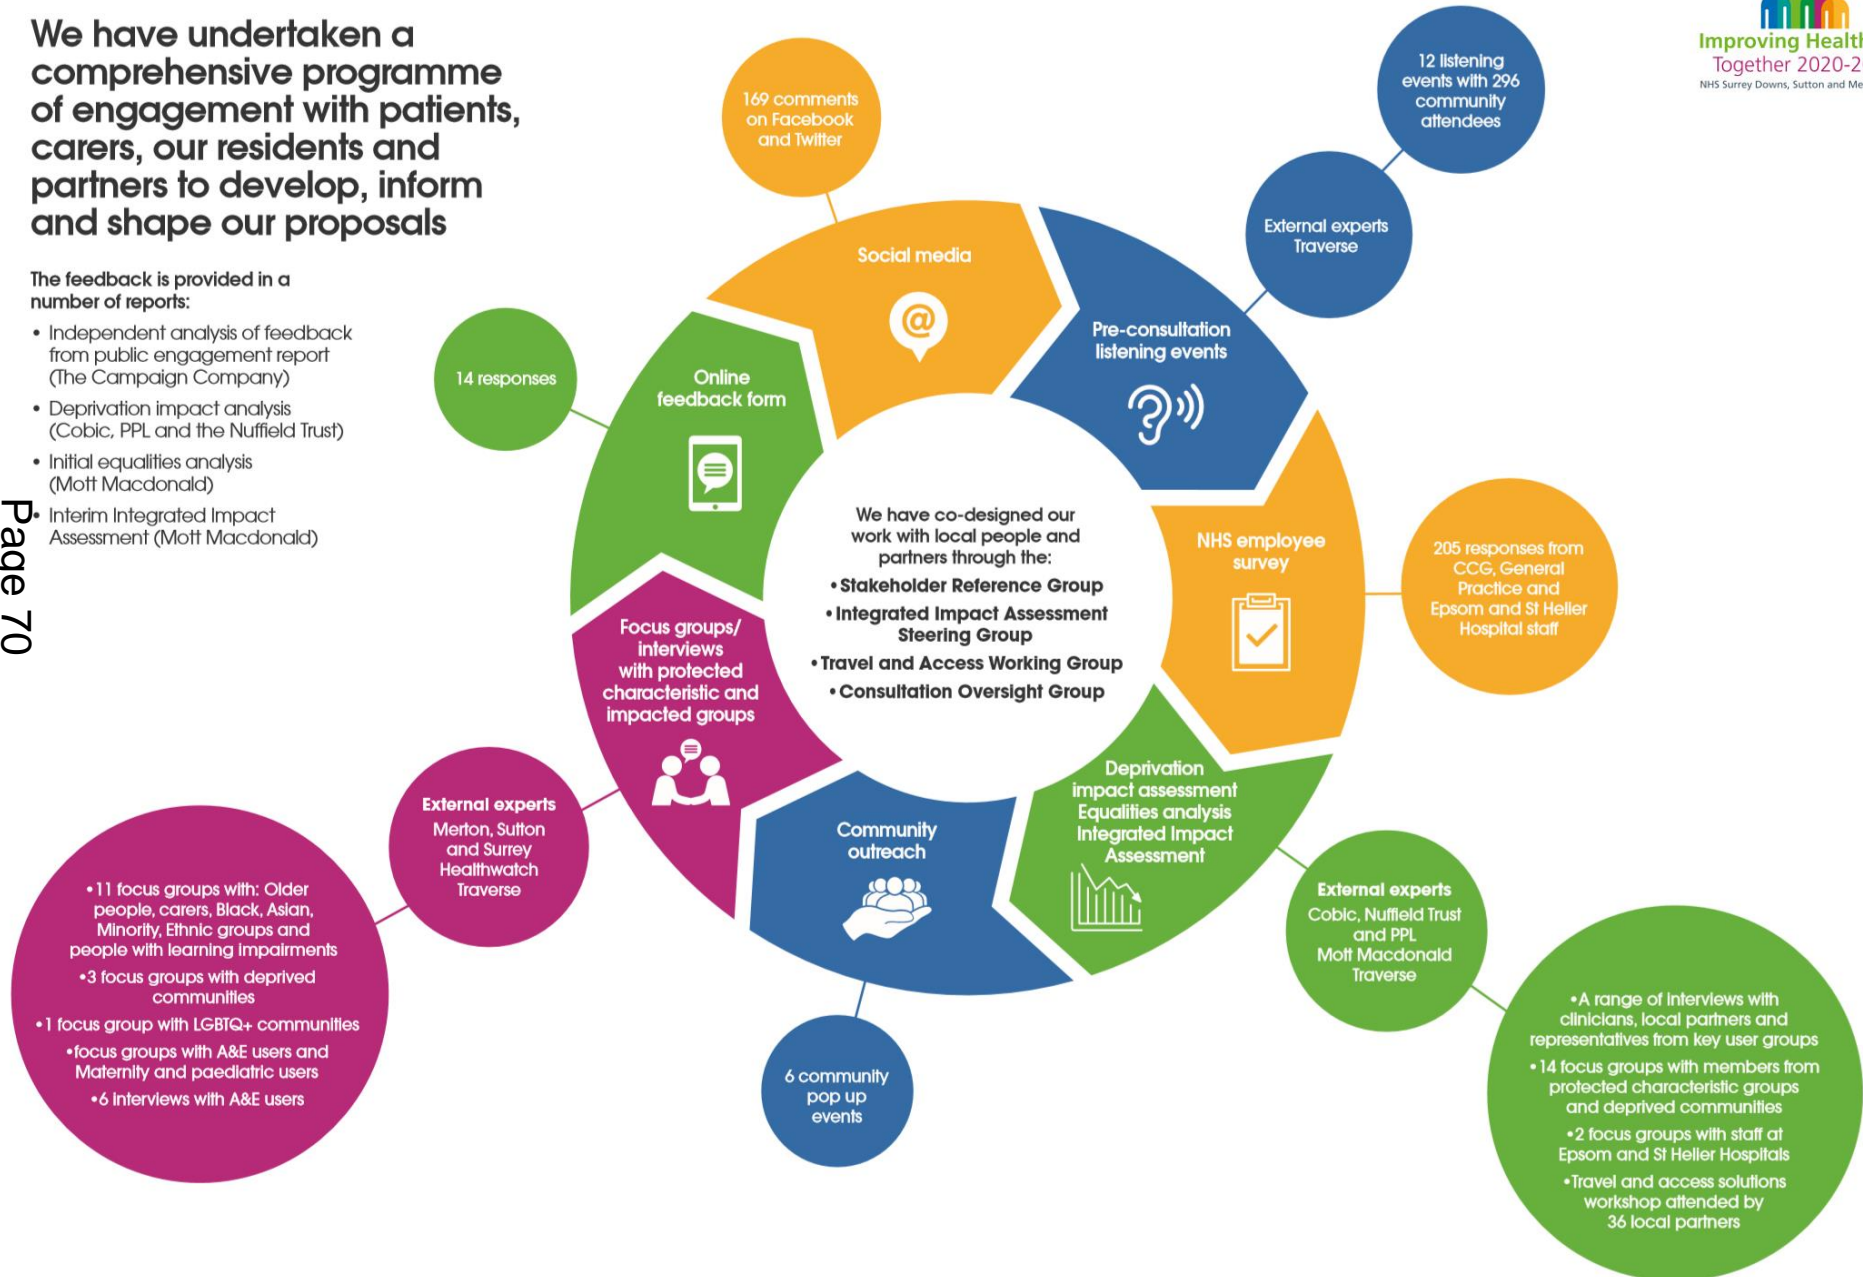 We have undertaken a
comprehensive programme
of engagement with patients,
carers, our residents and
partners to develop, inform
and shape our proposals
The feedback is provided in a
number of reports:
• Independent analysis of feedback
from public engagement report
(The Campaign Company)
• Deprivation impact analysis
(Cobic, PPL and the Nuffield Trust)
• Initial equalities analysis
(Mott Macdonald)
• Interim Integrated Impact
Assessment (Mott Macdonald)
Page 70
Improving Health
Together 2020-2
NHS Surrey Downs, Sutton and Me
169 comments
on Facebook
and Twitter
Social media
@
12 listening
events with 296
community
attendees
External experts
Traverse
Pre-consultation
listening events
14 responses
Online
feedback form
We have co-designed our
work with local people and
partners through the:
• Stakeholder Reference Group
• Integrated Impact Assessment
Steering Group
• Travel and Access Working Group
• Consultation Oversight Group
NHS employee
survey
205 responses from
CCG, General
Practice and
Epsom and St Helier
Hospital staff
Focus groups/
interviews
with protected
characteristic and
impacted groups
External experts
Merton, Sutton
and Surrey
Healthwatch
Traverse
•11 focus groups with: Older
people, carers, Black, Asian,
Minority, Ethnic groups and
people with learning impairments
•3 focus groups with deprived
communities
•1 focus group with LGBTQ+ communities
•focus groups with A&E users and
Maternity and paediatric users
•6 interviews with A&E users
Community
outreach
6 community
pop up
events
Deprivation
impact assessment
Equalities analysis
Integrated Impact
Assessment
External experts
Cobic, Nuffield Trust
and PPL
Mott Macdonald
Traverse
•A range of interviews with
clinicians, local partners and
representatives from key user groups
•14 focus groups with members from
protected characteristic groups
and deprived communities
•2 focus groups with staff at
Epsom and St Helier Hospitals
•Travel and access solutions
workshop attended by
36 local partners